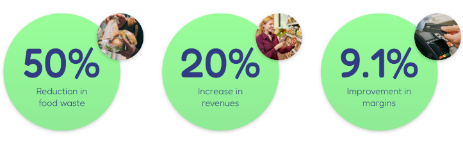 50%
Reduction in
food waste
20%
Increase in
revenues
9.1%
Improvement in
margins